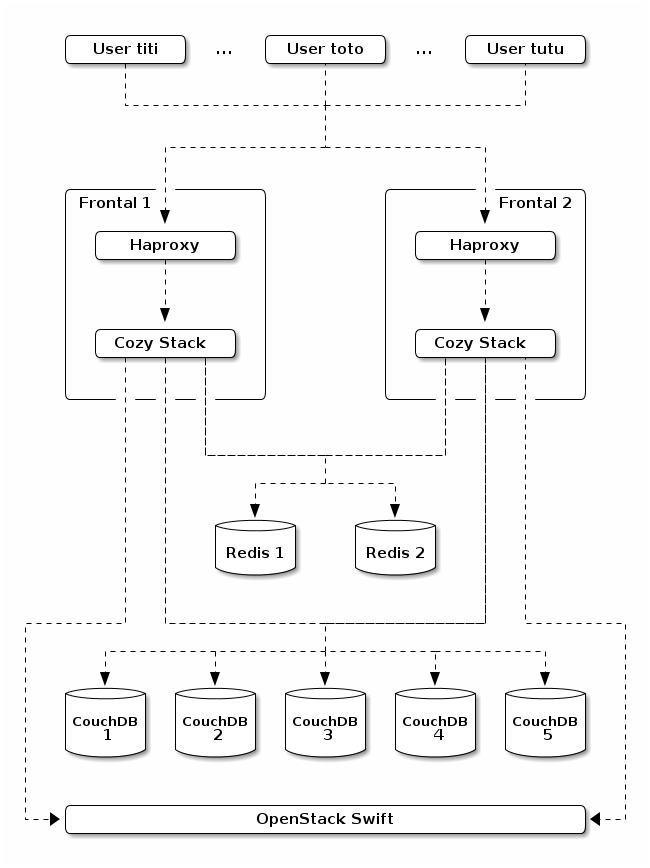 User titi ... User toto ... User tutu
Frontal 1 Frontal 2
Haproxy Haproxy
Cozy Stack Cozy Stack
Redis 1 Redis 2
CouchDB CouchDB CouchDB CouchDB CouchDB
1 2 3 4 5
OpenStack Swift